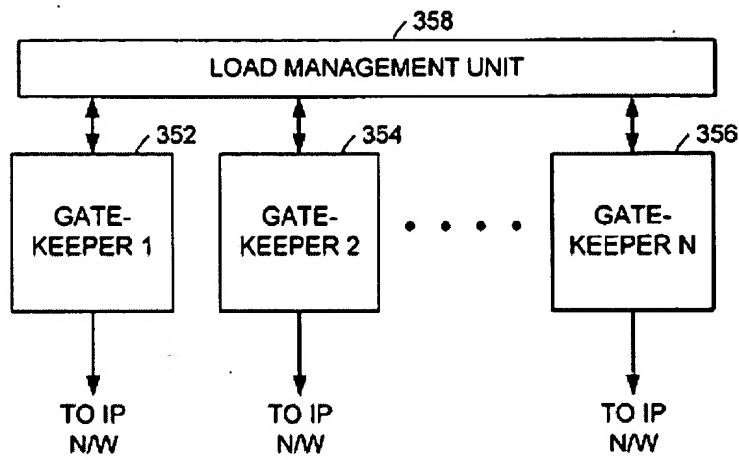 358
LOAD MANAGEMENT UNIT
352
354
356
GATE-
KEEPER 1
GATE-
KEEPER 2
GATE-
KEEPER N
TO IP
N/W
TO IP
N/W
TO IP
N/W